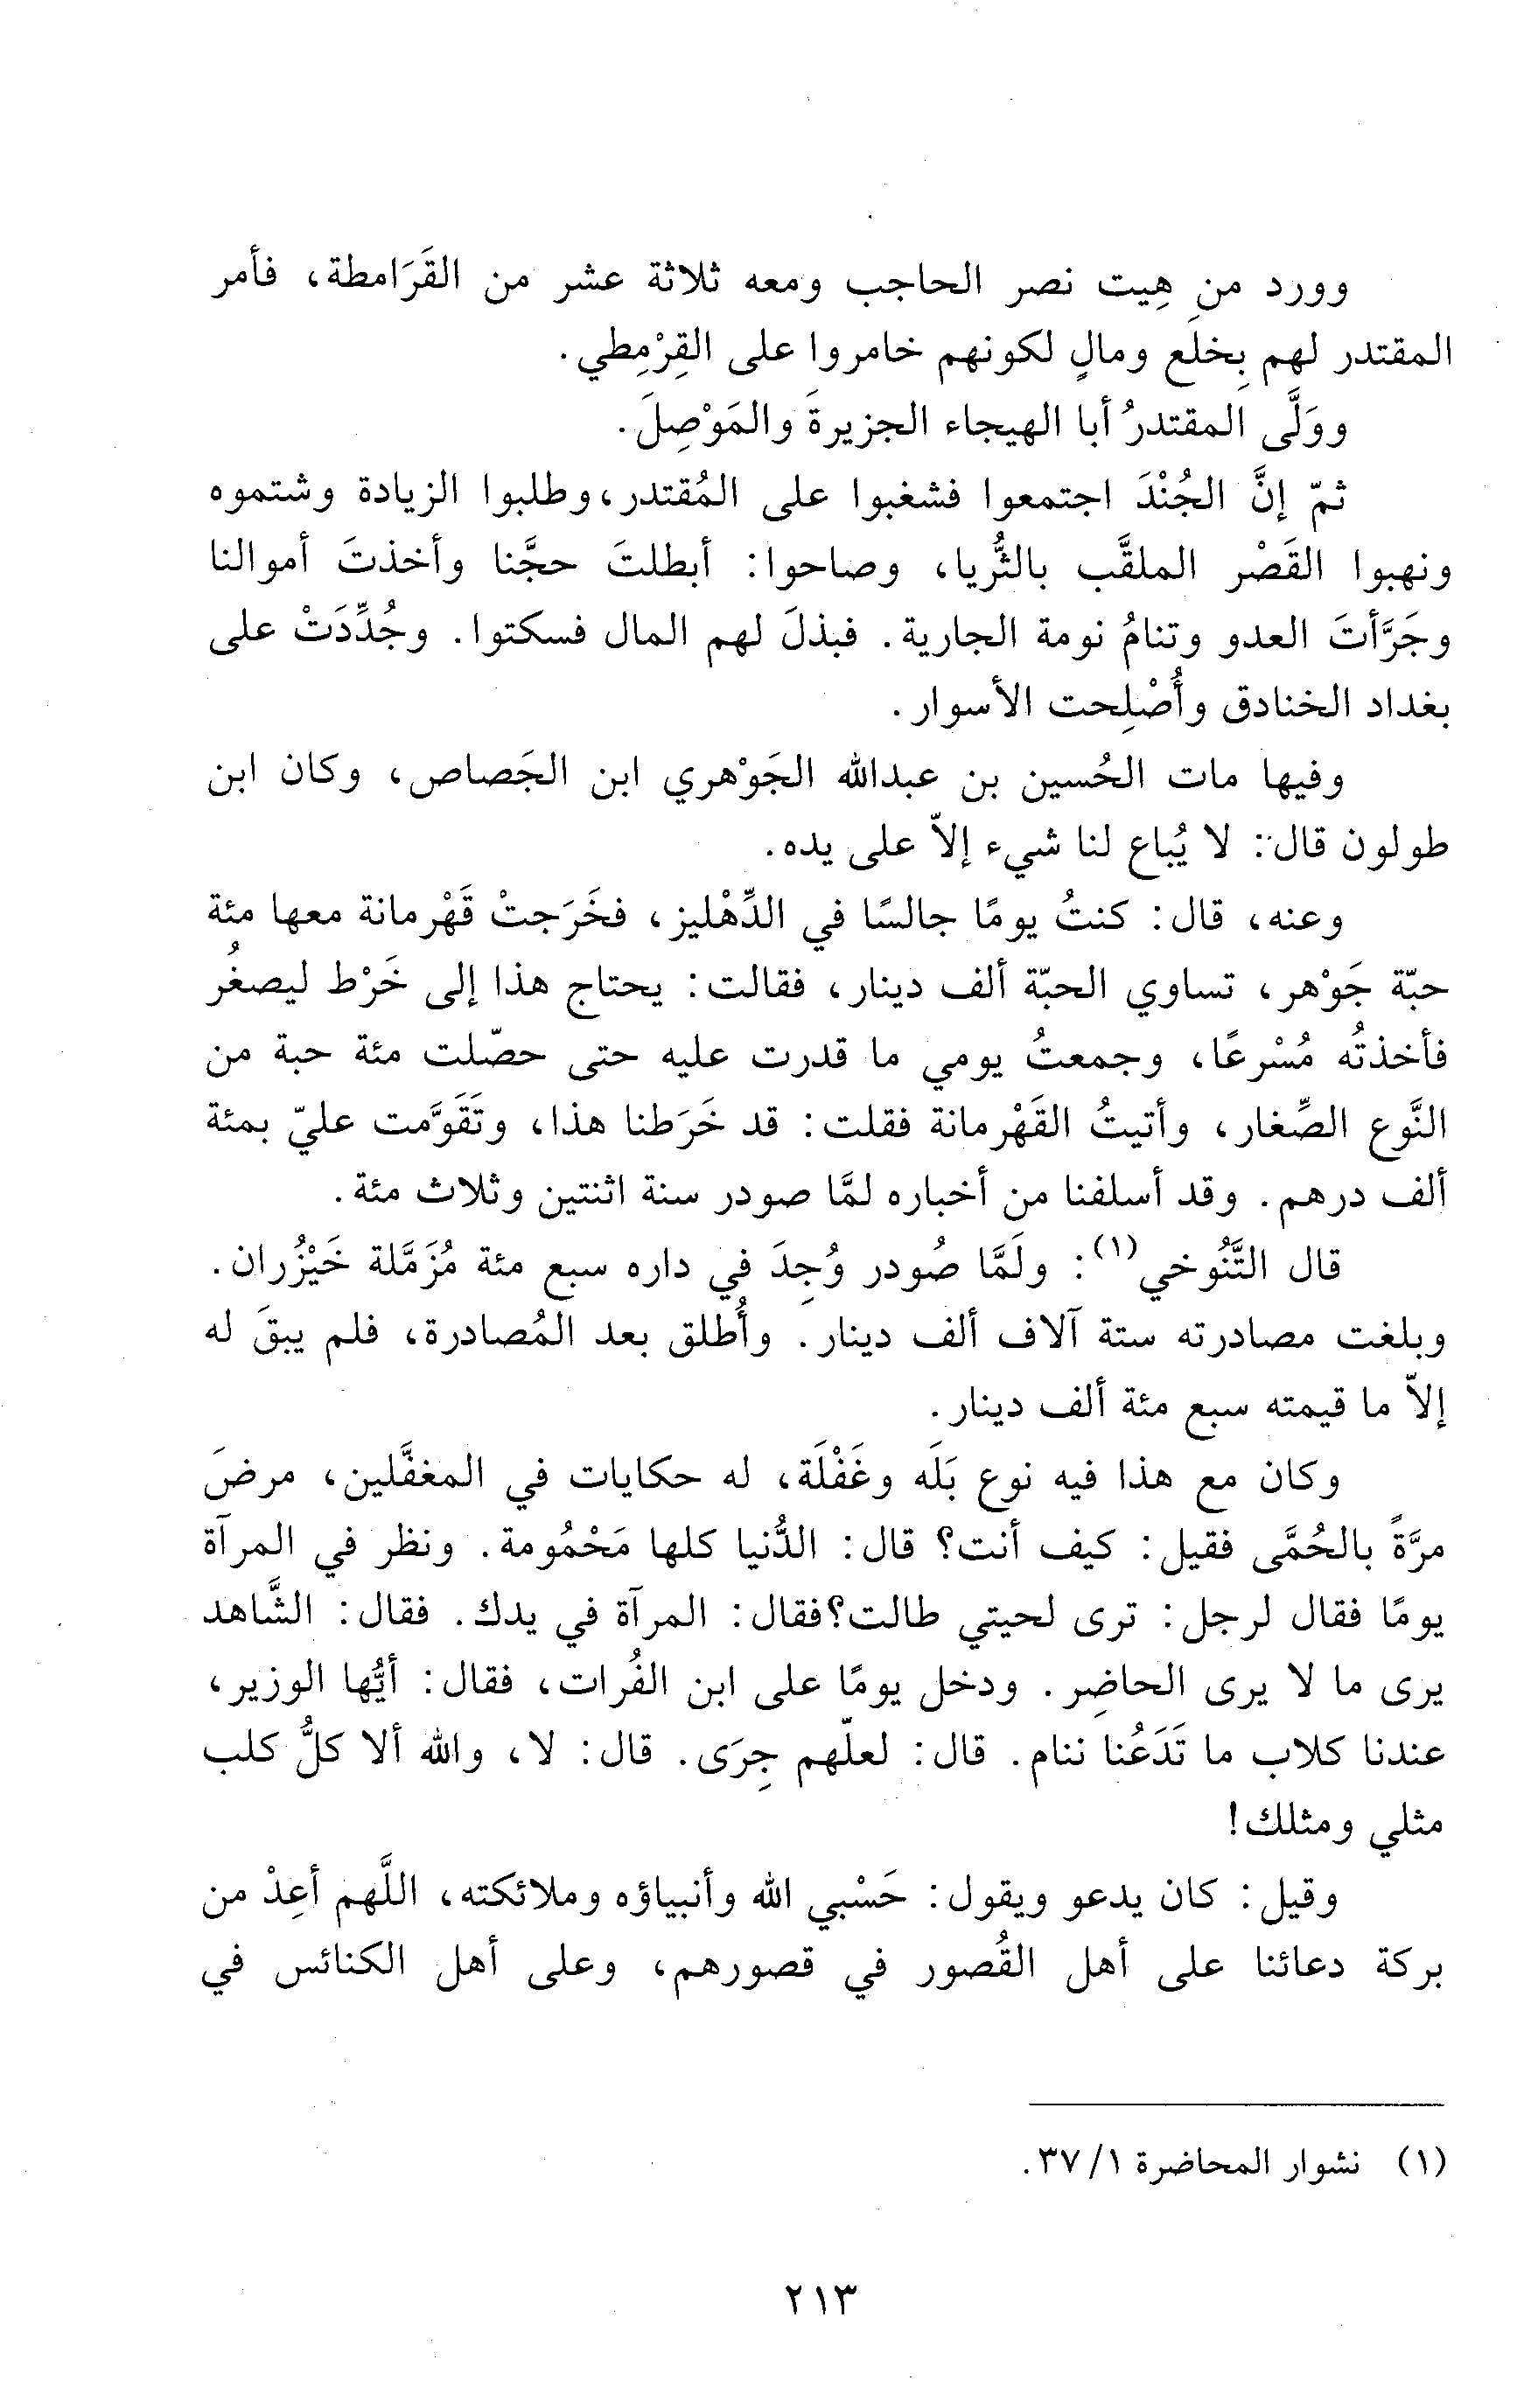 وورد من هِيت نصر الحاجب ومعه ثلاثة عشر من القَرَامطة، فأمر
المقتدر لهم بِخلَع ومالٍ لكونهم خامروا على القِرْمِطي.
وولَّى المقتدرُ أبا الهيجاء الجزيرةَ والمَوْصِلَ.
ثمّ إنَّ الجُنْدَ اجتمعوا فشغبوا على المُقتدر، وطلبوا الزيادة وشتموه
ونهبوا القَصْر الملقَّب بالثُّريا، وصاحوا: أبطلتَ حجَّنا وأخذتَ أموالنا
وجَرَّأتَ العدو وتنامُ نومة الجارية. فبذلَ لهم المال فسكتوا. وجُدِّدَتْ على
بغداد الخنادق وأُصْلِحت الأسوار.
وفيها مات الحُسين بن عبدالله الجَوْهري ابن الجَصاص، وكان ابن
طولون قال: لا يُباع لنا شيء إلاّ على يده.
وعنه، قال: كنتُ يومًا جالسًا في الدِّهْليز، فخَرَجتْ قَهْرمانة معها مئة
حبّة جَوْهر، تساوي الحبّة ألف دينار، فقالت: يحتاج هذا إلى خَرْط ليصغُر
فأخذتُه مُسْرعًا، وجمعتُ يومي ما قدرت عليه حتى حصّلت مئة حبة من
النَّوع الصِّغار، وأتيتُ القَهْرمانة فقلت: قد خَرَطنا هذا، وتَقَوَّمت عليّ بمئة
ألف درهم. وقد أسلفنا من أخباره لمَّا صودر سنة اثنتين وثلاث مئة.
قال التَّنُوخي(١): ولَمَّا صُودر وُجِدَ في داره سبع مئة مُزَمَّلة خَيْزُران.
وبلغت مصادرته ستة آلاف ألف دينار. وأُطلق بعد المُصادرة، فلم يبقَ له
إلاّ ما قيمته سبع مئة ألف دينار.
وكان مع هذا فيه نوع بَلَه وغَفْلَة، له حكايات في المغفَّلين، مرضَ
مرَّةً بالحُمَّى فقيل: كيف أنت؟ قال: الدُّنيا كلها مَحْمُومة. ونظر في المرآة
يومًا فقال لرجل: ترى لحيتي طالت؟فقال: المرآة في يدك. فقال: الشَّاهد
يرى ما لا يرى الحاضِر. ودخل يومًا على ابن الفُرات، فقال: أيُّها الوزير،
عندنا كلاب ما تَدَعُنا ننام. قال: لعلّهم جِرَى. قال: لا، والله ألا كلُّ كلب
مثلي ومثلك!
وقيل: كان يدعو ويقول: حَسْبي الله وأنبياؤه وملائكته، اللَّهم أعِذْ من
بركة دعائنا على أهل القُصور في قصورهم، وعلى أهل الكنائس في
(١) نشوار المحاضرة ١/ ٣٧.
٢١٣